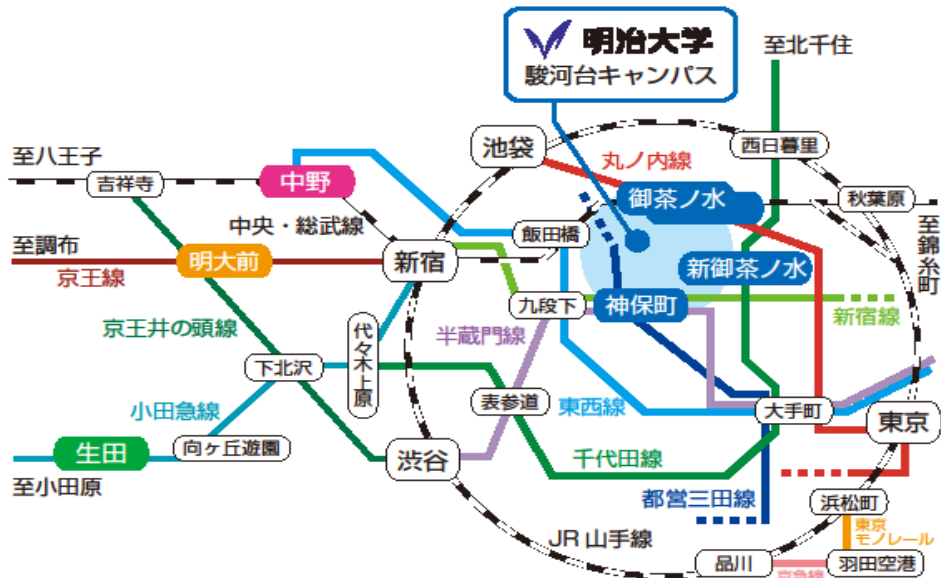 明治大学
駿河台キャンパス
至北千住
池袋
丸ノ内線
西日暮里
至八王子
吉祥寺
中野
御茶ノ水
秋葉原
中央・総武線
飯田橋
至錦糸町
至調布
明大前
新宿
新御茶ノ水
京王線
九段下
神保町
新宿線
京王井の頭線
半蔵門線
代々木上原
下北沢
小田急線
表参道
東西線
大手町
東京
生田
向ヶ丘遊園
渋谷
千代田線
至小田原
都営三田線
浜松町
JR山手線
東京
モノレール
品川
羽田空港
京急線